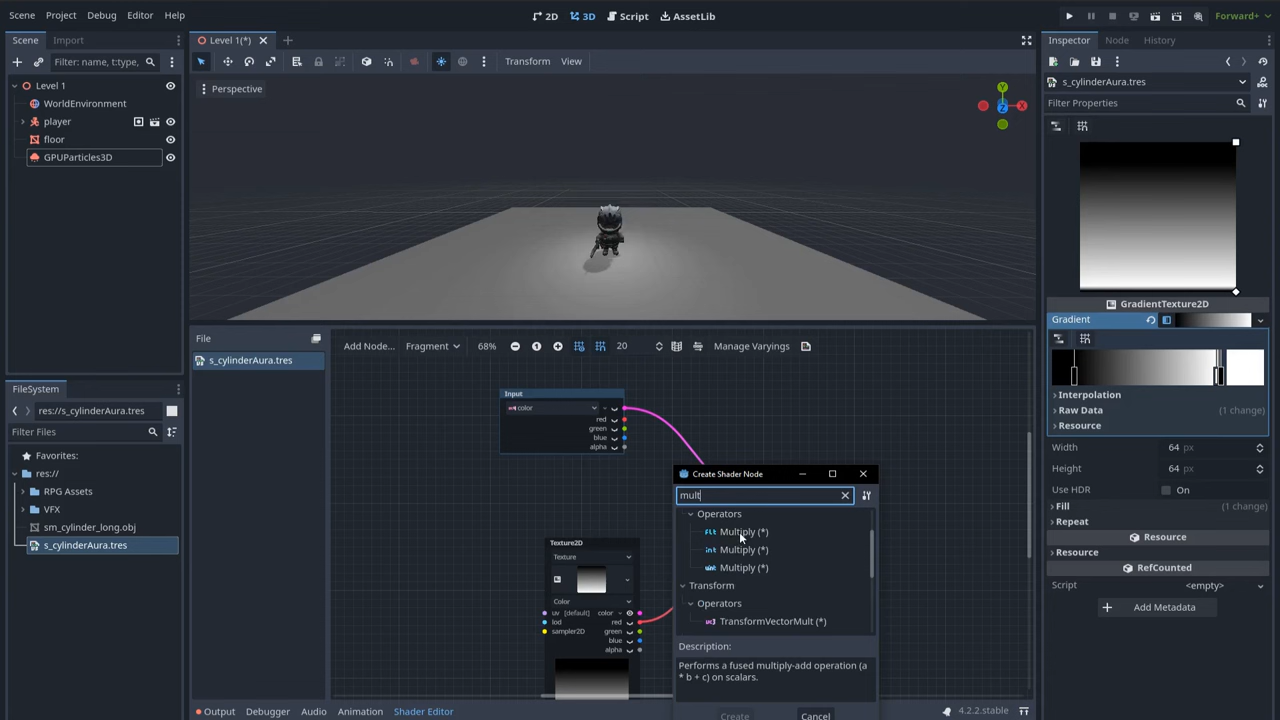 Scene Project Debug Editor Help
2D 3D Script AssetLib
Forward+
Scene Import
Filter: name, t:type,
Level 1
WorldEnvironment
player
floor
GPUParticles3D
FileSystem
res://s_cylinderAura.tres
Filter Files
Favorites:
res://
RPG Assets
VFX
sm_cylinder_long.obj
s_cylinderAura.tres
Level 1(*)
Transform View
Perspective
Y
X
Z
File
s_cylinderAura.tres
Add Node... Fragment 68% 20 Manage Varyings
Input
color
red
green
blue
alpha
Texture2D
Texture
Color
uv [default] color
lod red
sampler2D green
blue
alpha
Create Shader Node
mult
Operators
Multiply (*)
Multiply (*)
Multiply (*)
Transform
Operators
TransformVectorMult (*)
Description:
Performs a fused multiply-add operation (a
* b + c) on scalars.
Create Cancel
Output Debugger Audio Animation Shader Editor
4.2.2.stable
Inspector Node History
s_cylinderAura.tres
Filter Properties
GradientTexture2D
Gradient
Interpolation
Raw Data (1 change)
Resource
Width 64 px
Height 64 px
Use HDR On
Fill (1 change)
Repeat
Resource
Resource
RefCounted
Script <empty>
Add Metadata